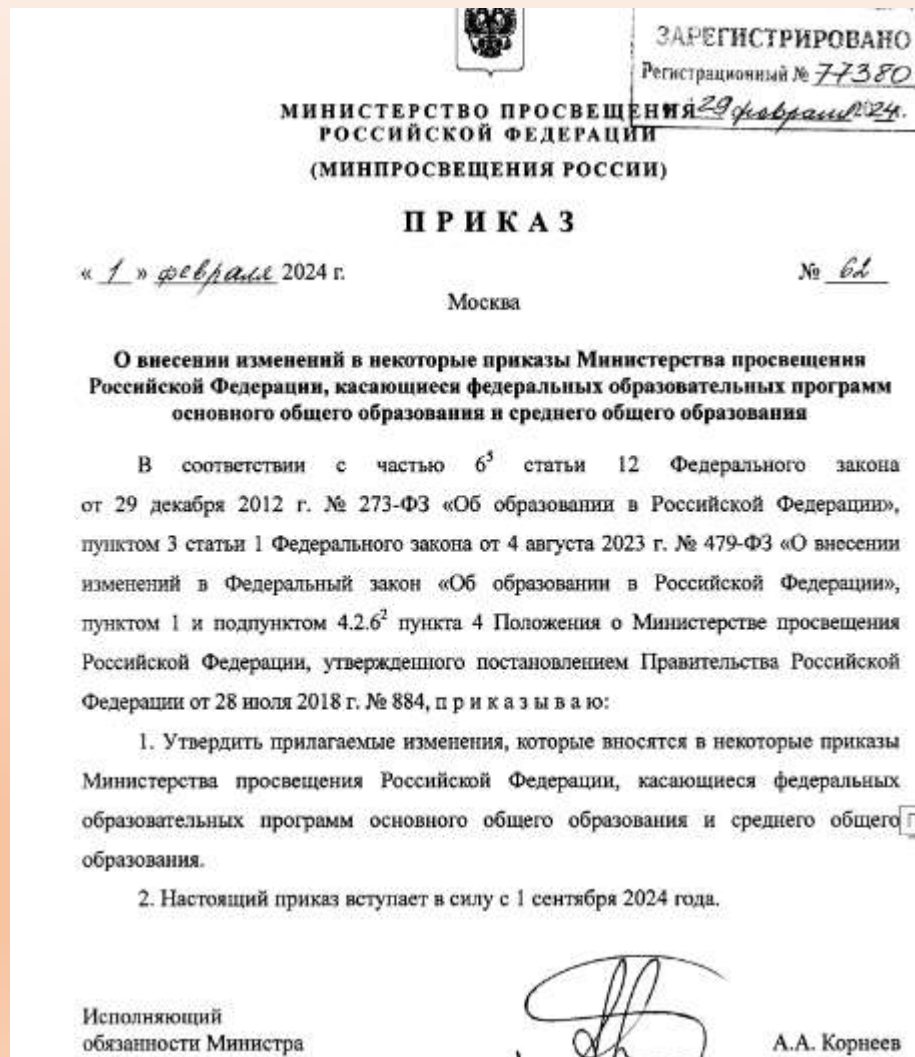 ЗАРЕГИСТРИРОВАНО
Регистрационный № 77380
29 февраля 2024.
МИНИСТЕРСТВО ПРОСВЕЩЕНИЯ
РОССИЙСКОЙ ФЕДЕРАЦИИ
(МИНПРОСВЕЩЕНИЯ РОССИИ)
ПРИКАЗ
« 1 » февраля 2024 г.
№ 62
Москва
О внесении изменений в некоторые приказы Министерства просвещения
Российской Федерации, касающиеся федеральных образовательных программ
основного общего образования и среднего общего образования
В соответствии с частью 6⁵ статьи 12 Федерального закона
от 29 декабря 2012 г. № 273-ФЗ «Об образовании в Российской Федерации»,
пунктом 3 статьи 1 Федерального закона от 4 августа 2023 г. № 479-ФЗ «О внесении
изменений в Федеральный закон «Об образовании в Российской Федерации»,
пунктом 1 и подпунктом 4.2.6² пункта 4 Положения о Министерстве просвещения
Российской Федерации, утвержденного постановлением Правительства Российской
Федерации от 28 июля 2018 г. № 884, п р и к а з ы в а ю:
1. Утвердить прилагаемые изменения, которые вносятся в некоторые приказы
Министерства просвещения Российской Федерации, касающиеся федеральных
образовательных программ основного общего образования и среднего общего
образования.
2. Настоящий приказ вступает в силу с 1 сентября 2024 года.
Исполняющий
обязанности Министра
А.А. Корнеев